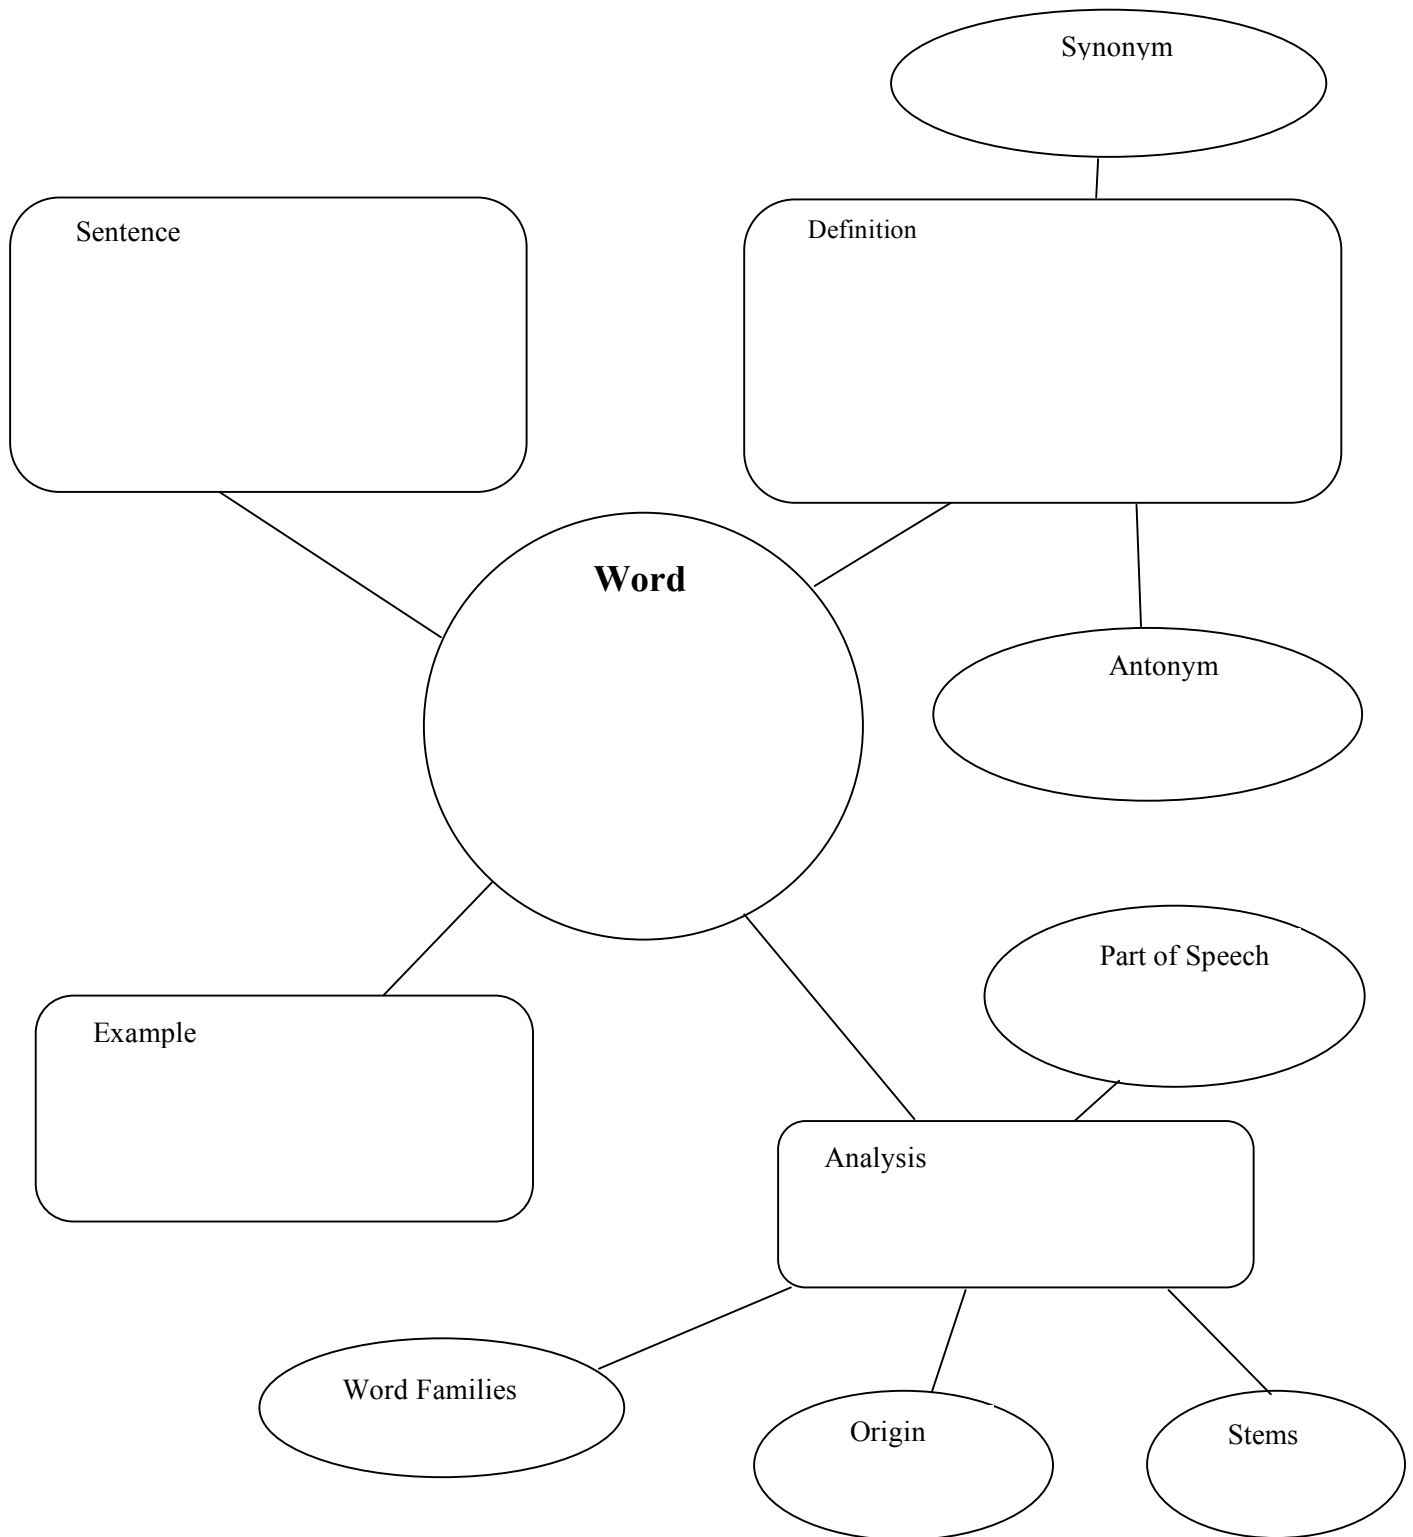 Synonym
Sentence
Definition
Word
Antonym
Part of Speech
Example
Analysis
Word Families
Origin
Stems